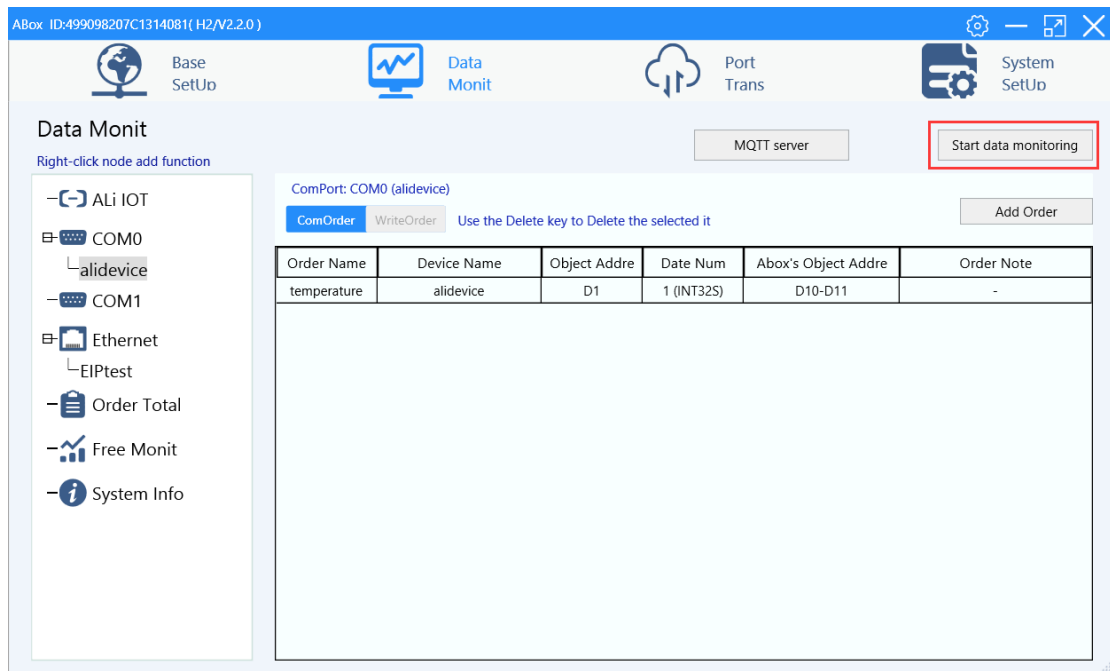 ABox ID:499098207C1314081( H2/V2.2.0 )
Base
SetUp
Data
Monit
Port
Trans
System
SetUp
Data Monit
Right-click node add function
MQTT server
Start data monitoring
ALi IOT
COM0
alidevice
COM1
Ethernet
EIPtest
Order Total
Free Monit
System Info
ComPort: COM0 (alidevice)
ComOrder WriteOrder Use the Delete key to Delete the selected it
Add Order
Order Name Device Name Object Addre Date Num Abox's Object Addre Order Note
temperature alidevice D1 1 (INT32S) D10-D11 -